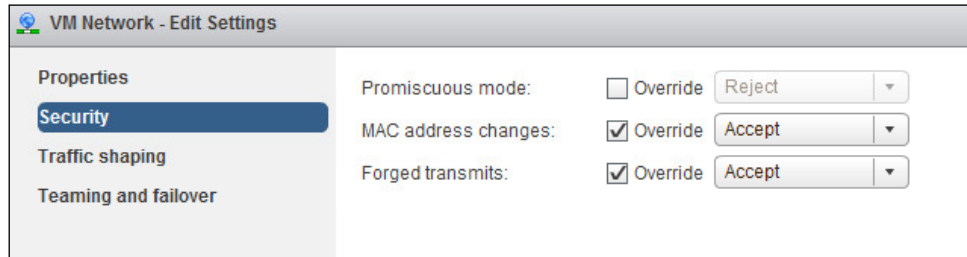 VM Network - Edit Settings
Properties
Security
Traffic shaping
Teaming and failover
Promiscuous mode: Override Reject
MAC address changes: Override Accept
Forged transmits: Override Accept